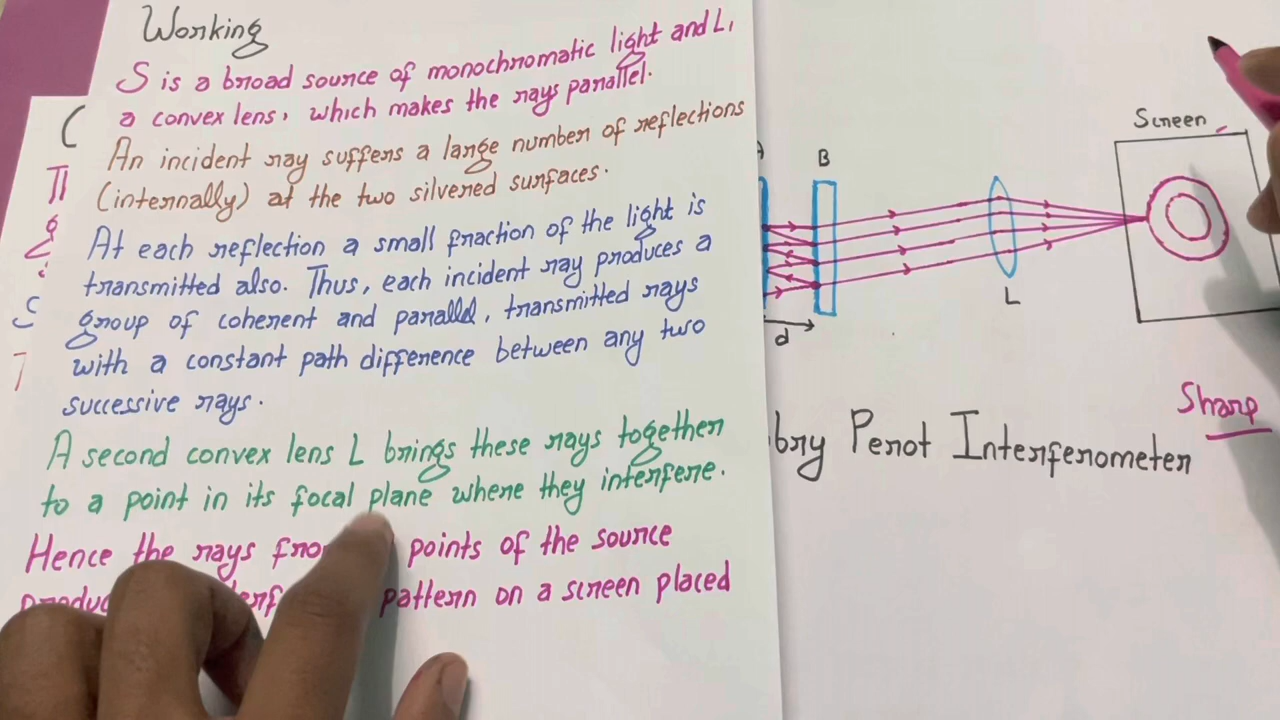 Working
S is a broad source of monochromatic light and L₁
a convex lens, which makes the rays parallel.
An incident ray suffers a large number of reflections
(internally) at the two silvered surfaces.
At each reflection a small fraction of the light is
transmitted also. Thus, each incident ray produces a
group of coherent and parallel, transmitted rays
with a constant path difference between any two
successive rays.
A second convex lens L brings these rays together
to a point in its focal plane where they interfere.
Hence the rays points of the source
pattern on a screen placed
Screen
A
B
L
d
Sharp
Perot Interferometer